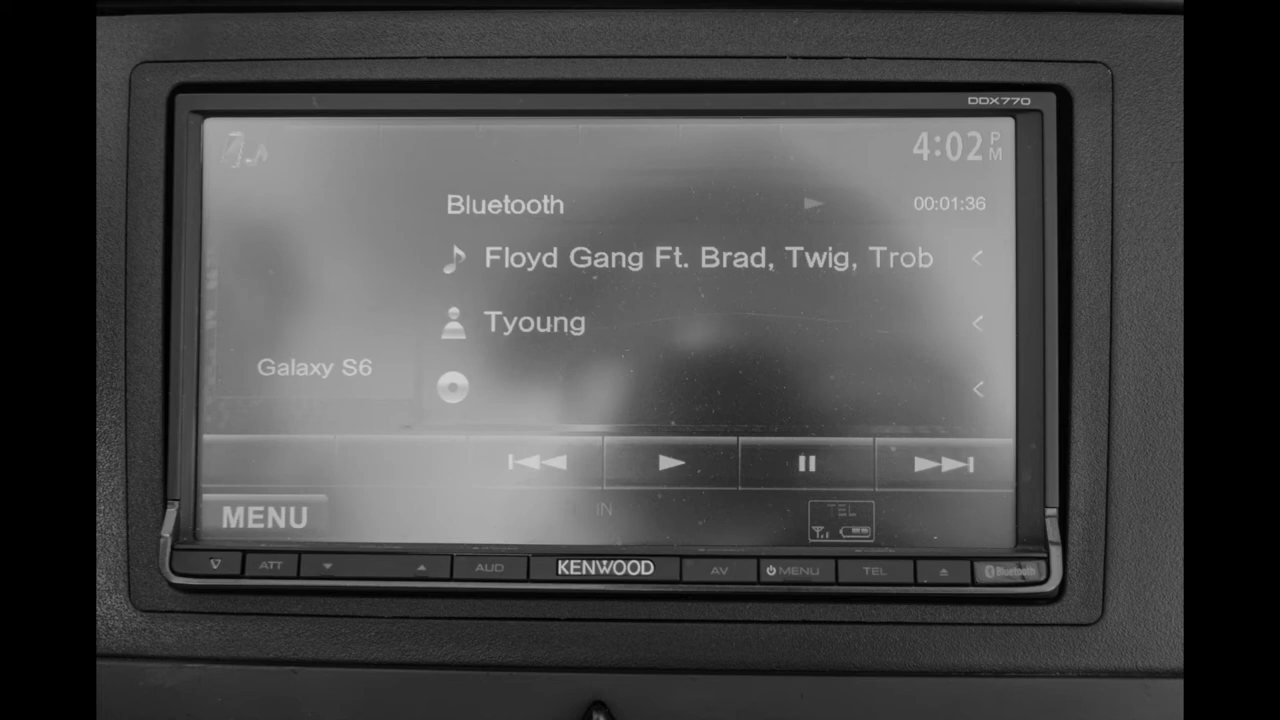 DDX770
4:02 PM
Bluetooth 00:01:36
Floyd Gang Ft. Brad, Twig, Trob
Tyoung
Galaxy S6
IN
MENU
TEL
ATT AUD KENWOOD AV MENU TEL Bluetooth